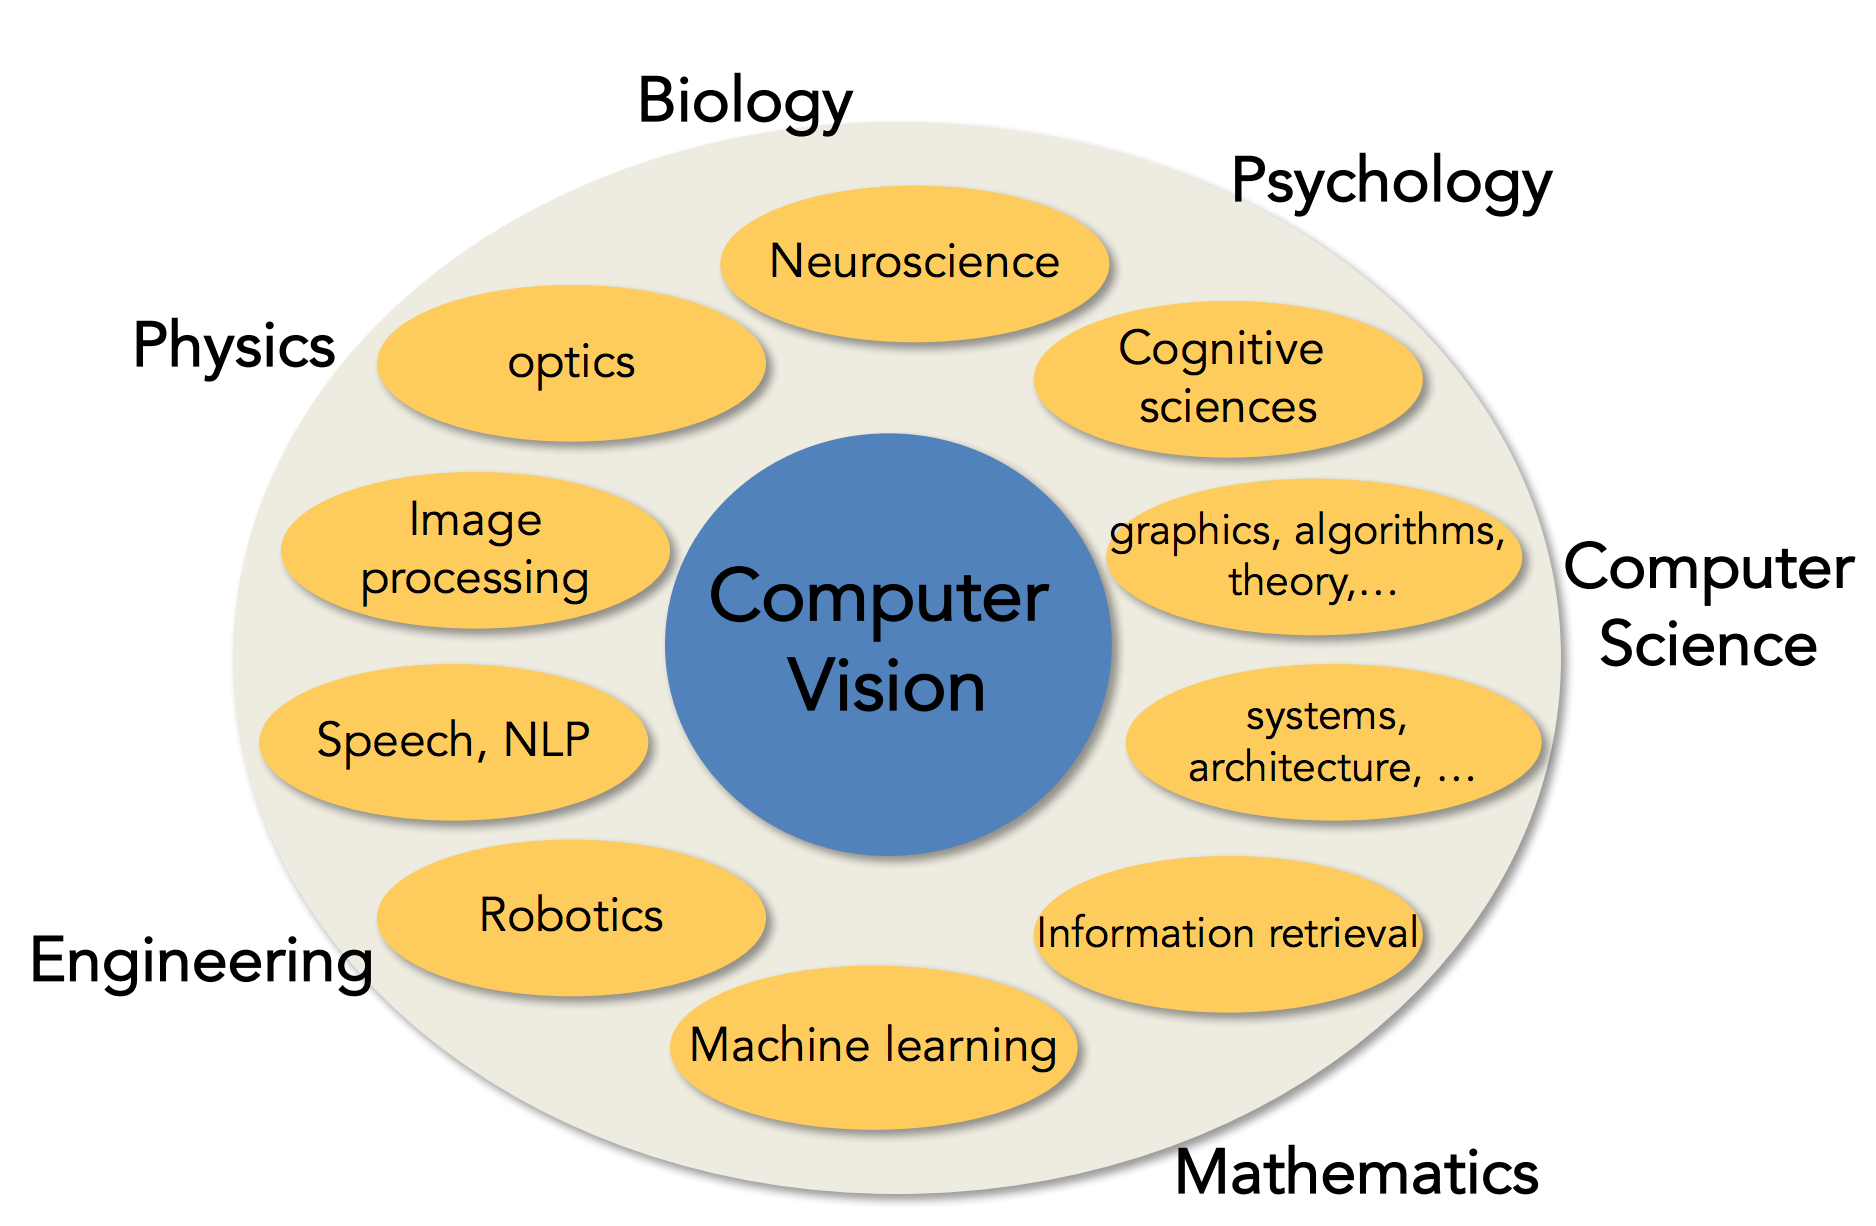 Biology
Psychology
Neuroscience
Physics
optics
Cognitive
sciences
Image
processing
graphics, algorithms,
theory,...
Computer
Science
Computer
Vision
Speech, NLP
systems,
architecture, ...
Robotics
Information retrieval
Engineering
Machine learning
Mathematics